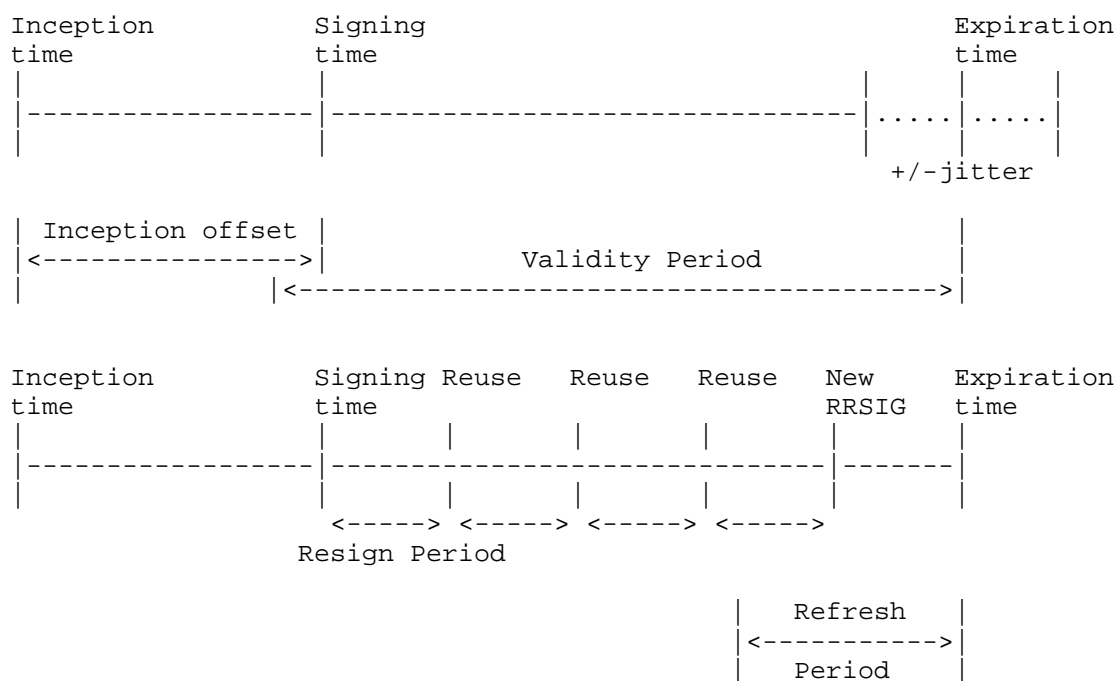 Inception Signing Expiration
time time time
+/-jitter
Inception offset
Validity Period
Inception Signing Reuse Reuse Reuse New Expiration
time time RRSIG time
Resign Period
Refresh
Period